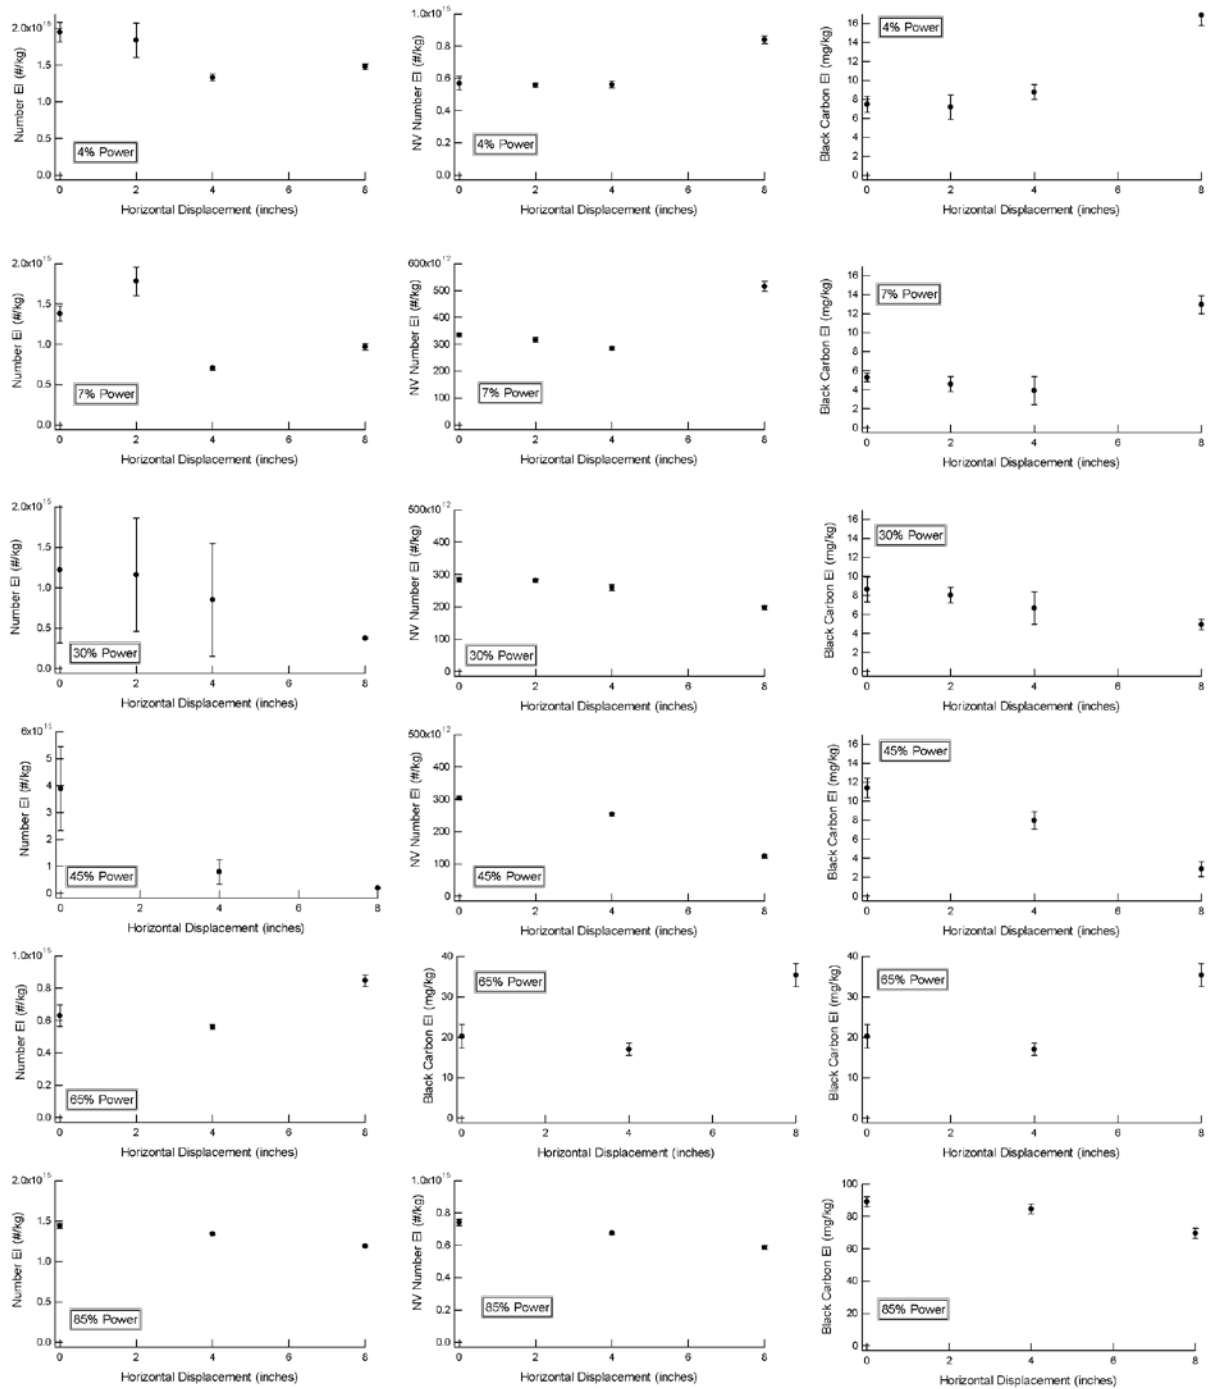 2.0x10^15
1.5
1.0
0.5
0.0
Number EI (#/kg)
4% Power
0 2 4 6 8
Horizontal Displacement (inches)
1.0x10^15
0.8
0.6
0.4
0.2
0.0
NV Number EI (#/kg)
4% Power
0 2 4 6 8
Horizontal Displacement (inches)
16
14
12
10
8
6
4
2
0
Black Carbon EI (mg/kg)
4% Power
0 2 4 6 8
Horizontal Displacement (inches)
2.0x10^15
1.5
1.0
0.5
0.0
Number EI (#/kg)
7% Power
0 2 4 6 8
Horizontal Displacement (inches)
600x10^12
500
400
300
200
100
0
NV Number EI (#/kg)
7% Power
0 2 4 6 8
Horizontal Displacement (inches)
16
14
12
10
8
6
4
2
0
Black Carbon EI (mg/kg)
7% Power
0 2 4 6 8
Horizontal Displacement (inches)
2.0x10^15
1.5
1.0
0.5
0.0
Number EI (#/kg)
30% Power
0 2 4 6 8
Horizontal Displacement (inches)
500x10^12
400
300
200
100
0
NV Number EI (#/kg)
30% Power
0 2 4 6 8
Horizontal Displacement (inches)
16
14
12
10
8
6
4
2
0
Black Carbon EI (mg/kg)
30% Power
0 2 4 6 8
Horizontal Displacement (inches)
6x10^15
5
4
3
2
1
0
Number EI (#/kg)
45% Power
0 2 4 6 8
Horizontal Displacement (inches)
500x10^12
400
300
200
100
0
NV Number EI (#/kg)
45% Power
0 2 4 6 8
Horizontal Displacement (inches)
16
14
12
10
8
6
4
2
0
Black Carbon EI (mg/kg)
45% Power
0 2 4 6 8
Horizontal Displacement (inches)
1.0x10^15
0.8
0.6
0.4
0.2
0.0
Number EI (#/kg)
65% Power
0 2 4 6 8
Horizontal Displacement (inches)
40
30
20
10
0
Black Carbon EI (mg/kg)
65% Power
0 2 4 6 8
Horizontal Displacement (inches)
40
30
20
10
0
Black Carbon EI (mg/kg)
65% Power
0 2 4 6 8
Horizontal Displacement (inches)
2.0x10^15
1.5
1.0
0.5
0.0
Number EI (#/kg)
85% Power
0 2 4 6 8
Horizontal Displacement (inches)
1.0x10^15
0.8
0.6
0.4
0.2
0.0
NV Number EI (#/kg)
85% Power
0 2 4 6 8
Horizontal Displacement (inches)
100
80
60
40
20
0
Black Carbon EI (mg/kg)
85% Power
0 2 4 6 8
Horizontal Displacement (inches)